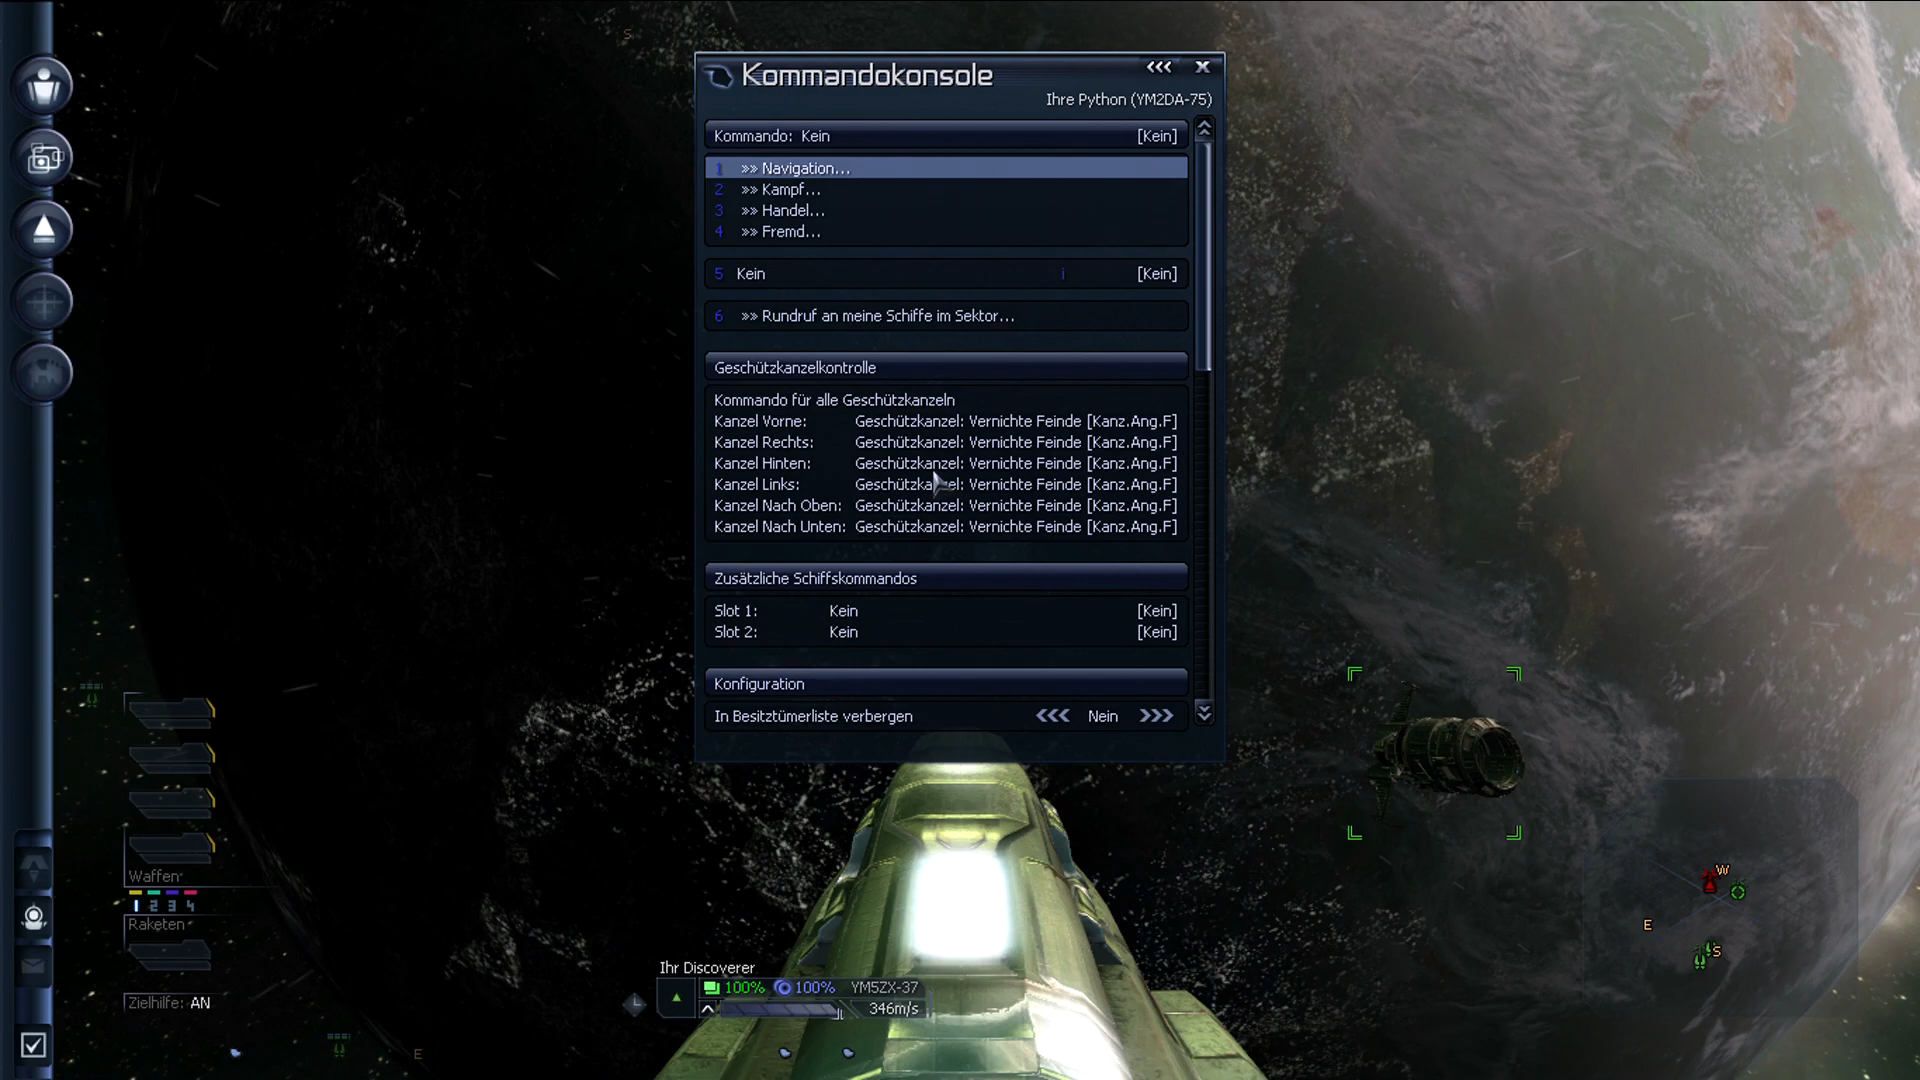 S
Kommandokonsole
<<< X
Ihre Python (YM2DA-75)
Kommando: Kein [Kein]
1 >> Navigation...
2 >> Kampf...
3 >> Handel...
4 >> Fremd...
5 Kein i [Kein]
6 >> Rundruf an meine Schiffe im Sektor...
Geschützkanzelkontrolle
Kommando für alle Geschützkanzeln
Kanzel Vorne: Geschützkanzel: Vernichte Feinde [Kanz.Ang.F]
Kanzel Rechts: Geschützkanzel: Vernichte Feinde [Kanz.Ang.F]
Kanzel Hinten: Geschützkanzel: Vernichte Feinde [Kanz.Ang.F]
Kanzel Links: Geschützkanzel: Vernichte Feinde [Kanz.Ang.F]
Kanzel Nach Oben: Geschützkanzel: Vernichte Feinde [Kanz.Ang.F]
Kanzel Nach Unten: Geschützkanzel: Vernichte Feinde [Kanz.Ang.F]
Zusätzliche Schiffskommandos
Slot 1: Kein [Kein]
Slot 2: Kein [Kein]
Konfiguration
In Besitztümerliste verbergen <<< Nein >>>
Waffen
1 2 3 4
Raketen
Zielhilfe: AN
Ihr Discoverer
100% 100% YM5ZX-37
346m/s
E
W
E
S